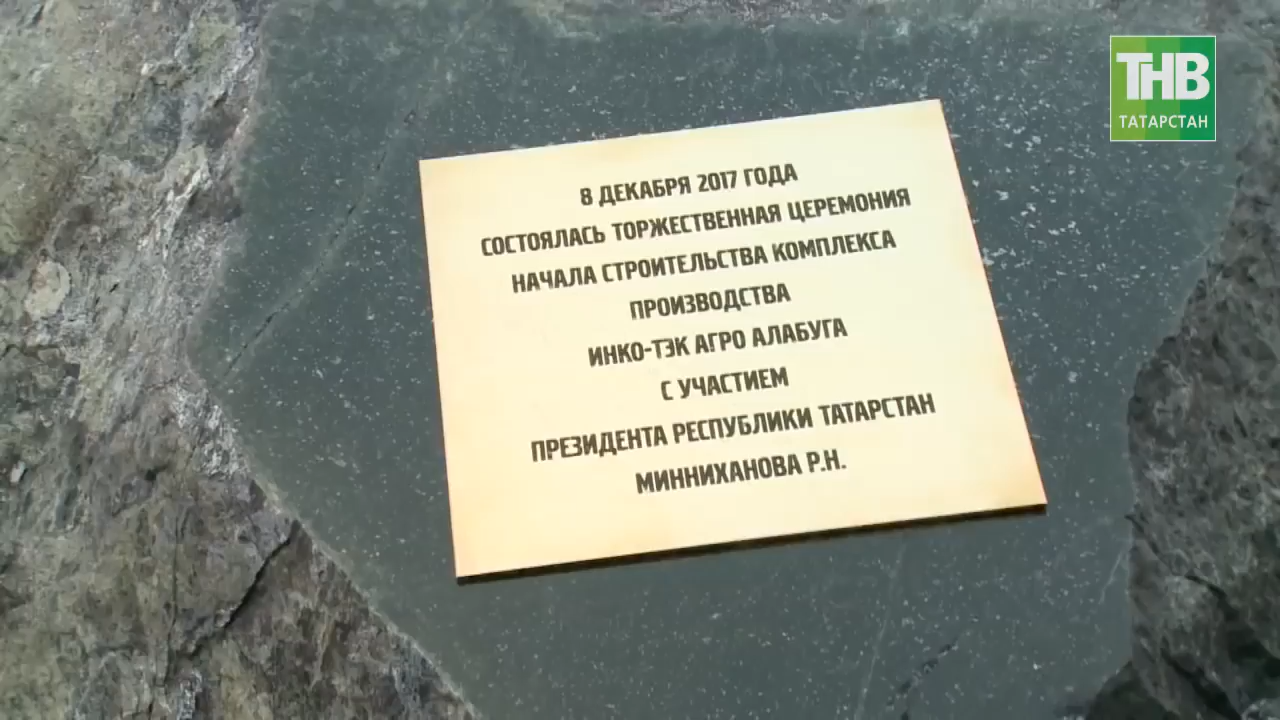 ТНВ
ТАТАРСТАН
8 ДЕКАБРЯ 2017 ГОДА
СОСТОЯЛАСЬ ТОРЖЕСТВЕННАЯ ЦЕРЕМОНИЯ
НАЧАЛА СТРОИТЕЛЬСТВА КОМПЛЕКСА
ПРОИЗВОДСТВА
ИНКО-ТЭК АГРО АЛАБУГА
С УЧАСТИЕМ
ПРЕЗИДЕНТА РЕСПУБЛИКИ ТАТАРСТАН
МИННИХАНОВА Р.Н.